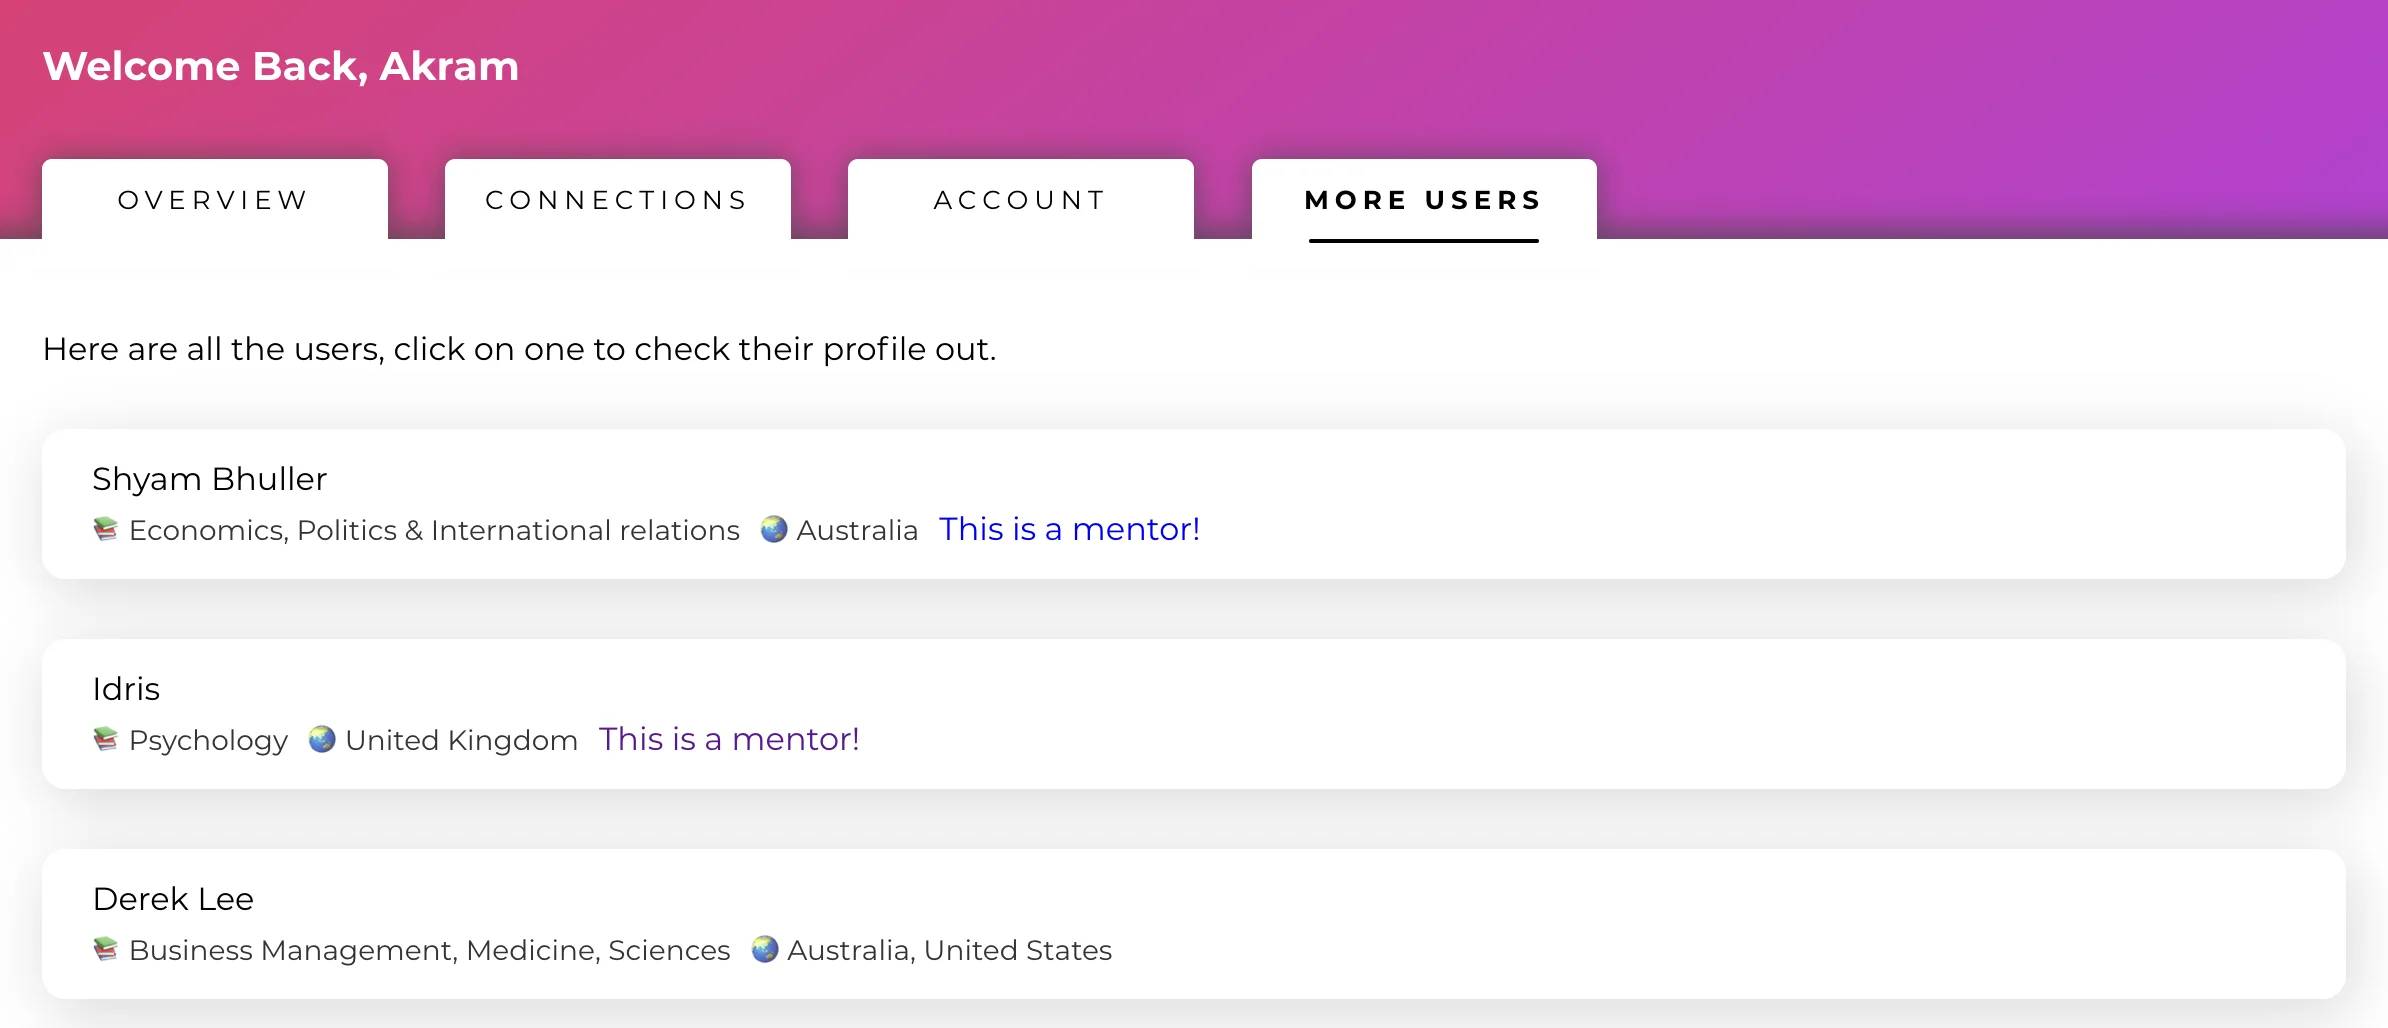 Welcome Back, Akram
OVERVIEW CONNECTIONS ACCOUNT MORE USERS
Here are all the users, click on one to check their profile out.
Shyam Bhuller
📚 Economics, Politics & International relations 🌏 Australia This is a mentor!
Idris
📚 Psychology 🌏 United Kingdom This is a mentor!
Derek Lee
📚 Business Management, Medicine, Sciences 🌏 Australia, United States